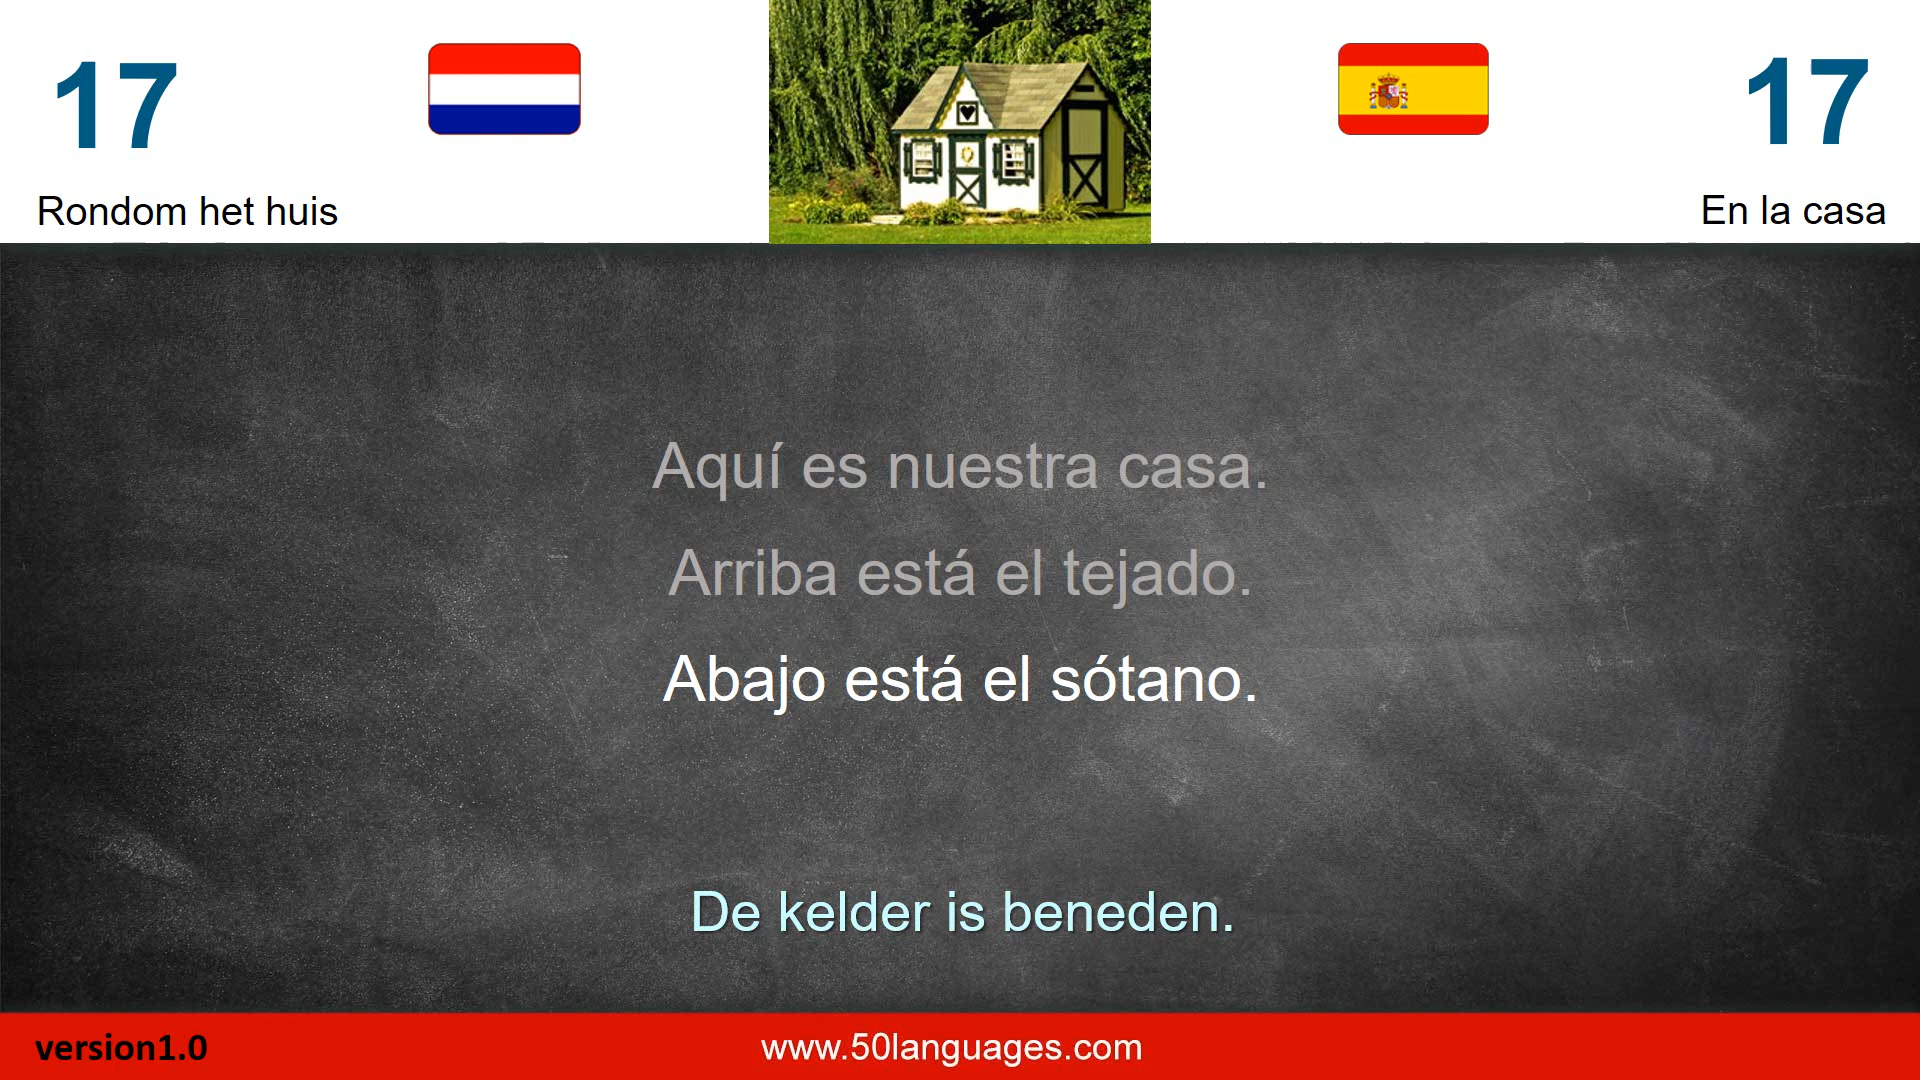 17
17
Rondom het huis
En la casa
Aquí es nuestra casa.
Arriba está el tejado.
Abajo está el sótano.
De kelder is beneden.
version1.0
www.50languages.com